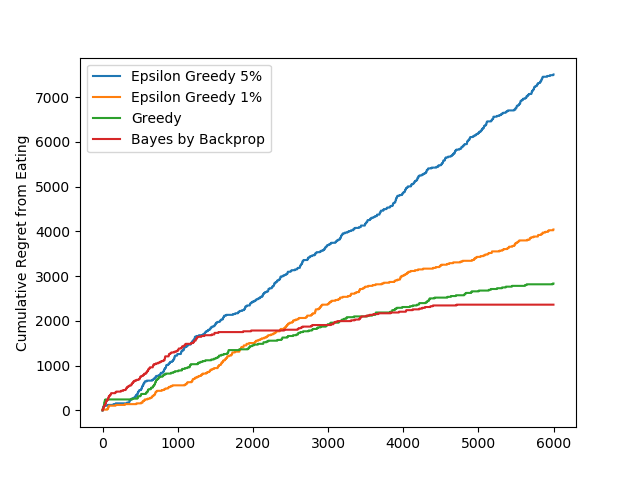 Epsilon Greedy 5%
Epsilon Greedy 1%
Greedy
Bayes by Backprop
Cumulative Regret from Eating
7000
6000
5000
4000
3000
2000
1000
0
0 1000 2000 3000 4000 5000 6000